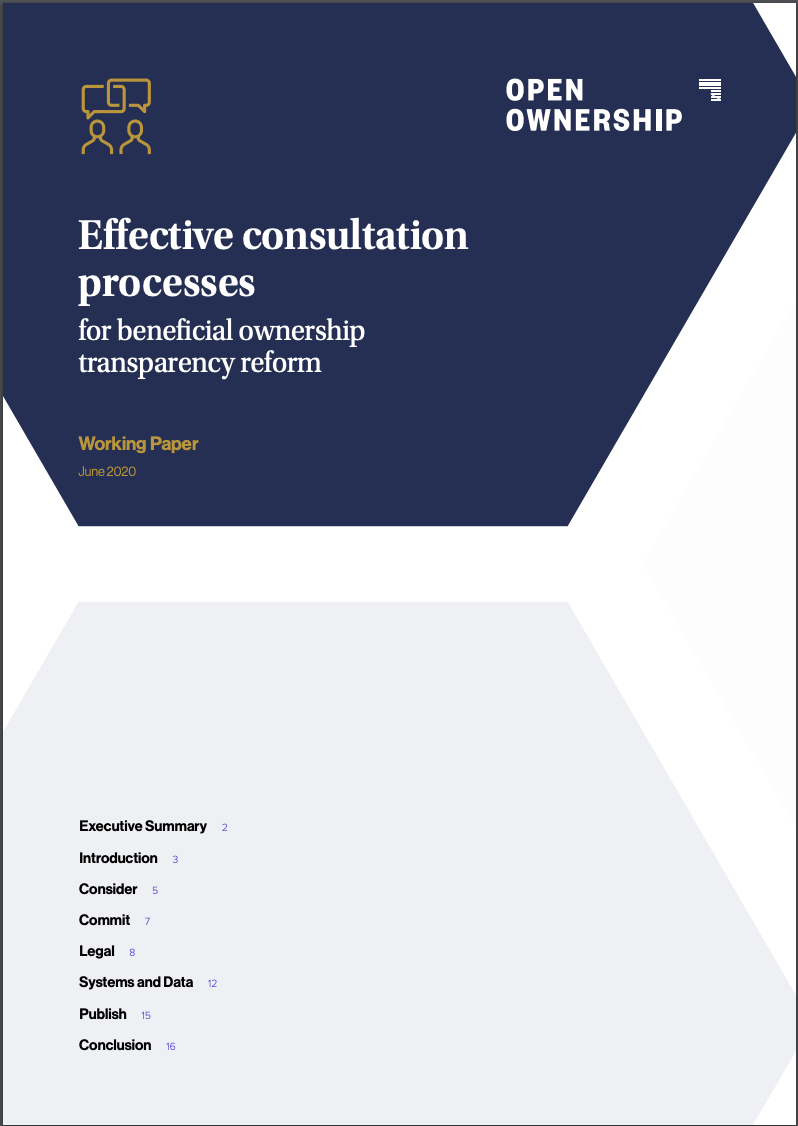 OPEN
OWNERSHIP
Effective consultation
processes
for beneficial ownership
transparency reform
Working Paper
June 2020
Executive Summary 2
Introduction 3
Consider 5
Commit 7
Legal 8
Systems and Data 12
Publish 15
Conclusion 16